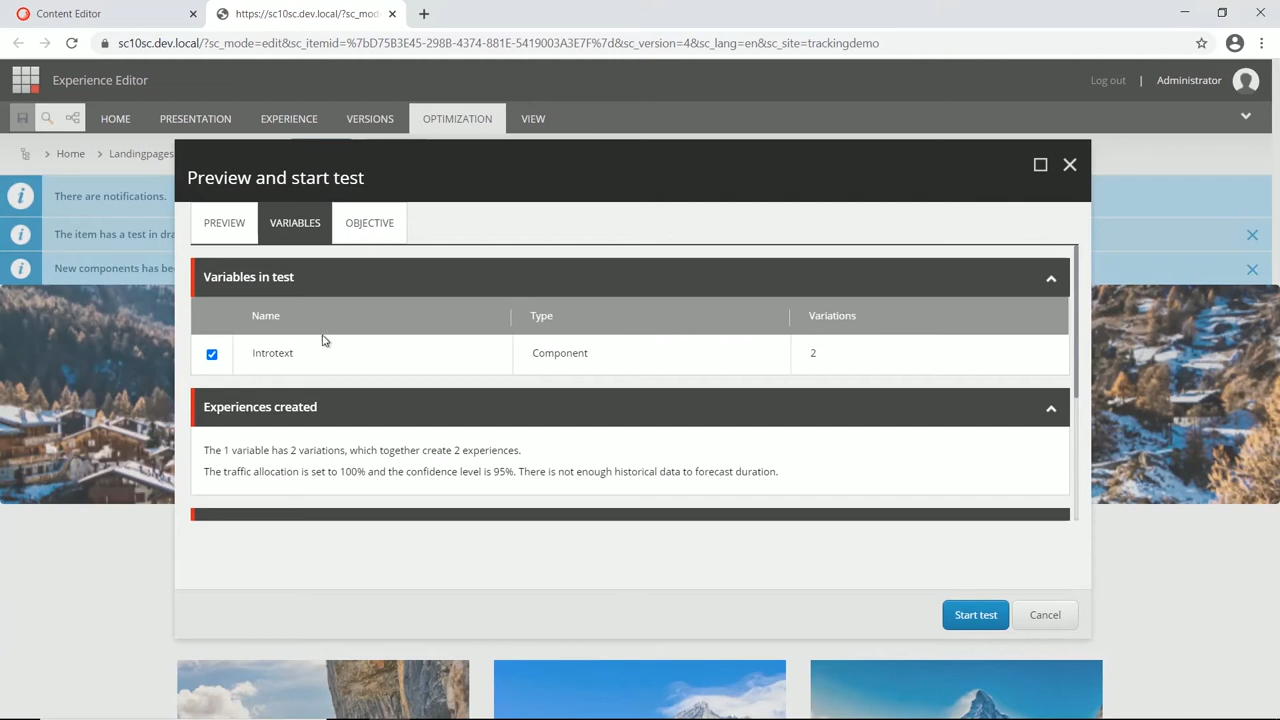 Content Editor
https://sc10sc.dev.local/?sc_mod
sc10sc.dev.local/?sc_mode=edit&sc_itemid=%7bD75B3E45-298B-4374-881E-5419003A3E7F%7d&sc_version=4&sc_lang=en&sc_site=trackingdemo
Experience Editor
Log out | Administrator
HOME PRESENTATION EXPERIENCE VERSIONS OPTIMIZATION VIEW
Home Landingpages
There are notifications.
The item has a test in dra
New components has be
Preview and start test
PREVIEW VARIABLES OBJECTIVE
Variables in test
Name Type Variations
Introtext Component 2
Experiences created
The 1 variable has 2 variations, which together create 2 experiences.
The traffic allocation is set to 100% and the confidence level is 95%. There is not enough historical data to forecast duration.
Start test Cancel